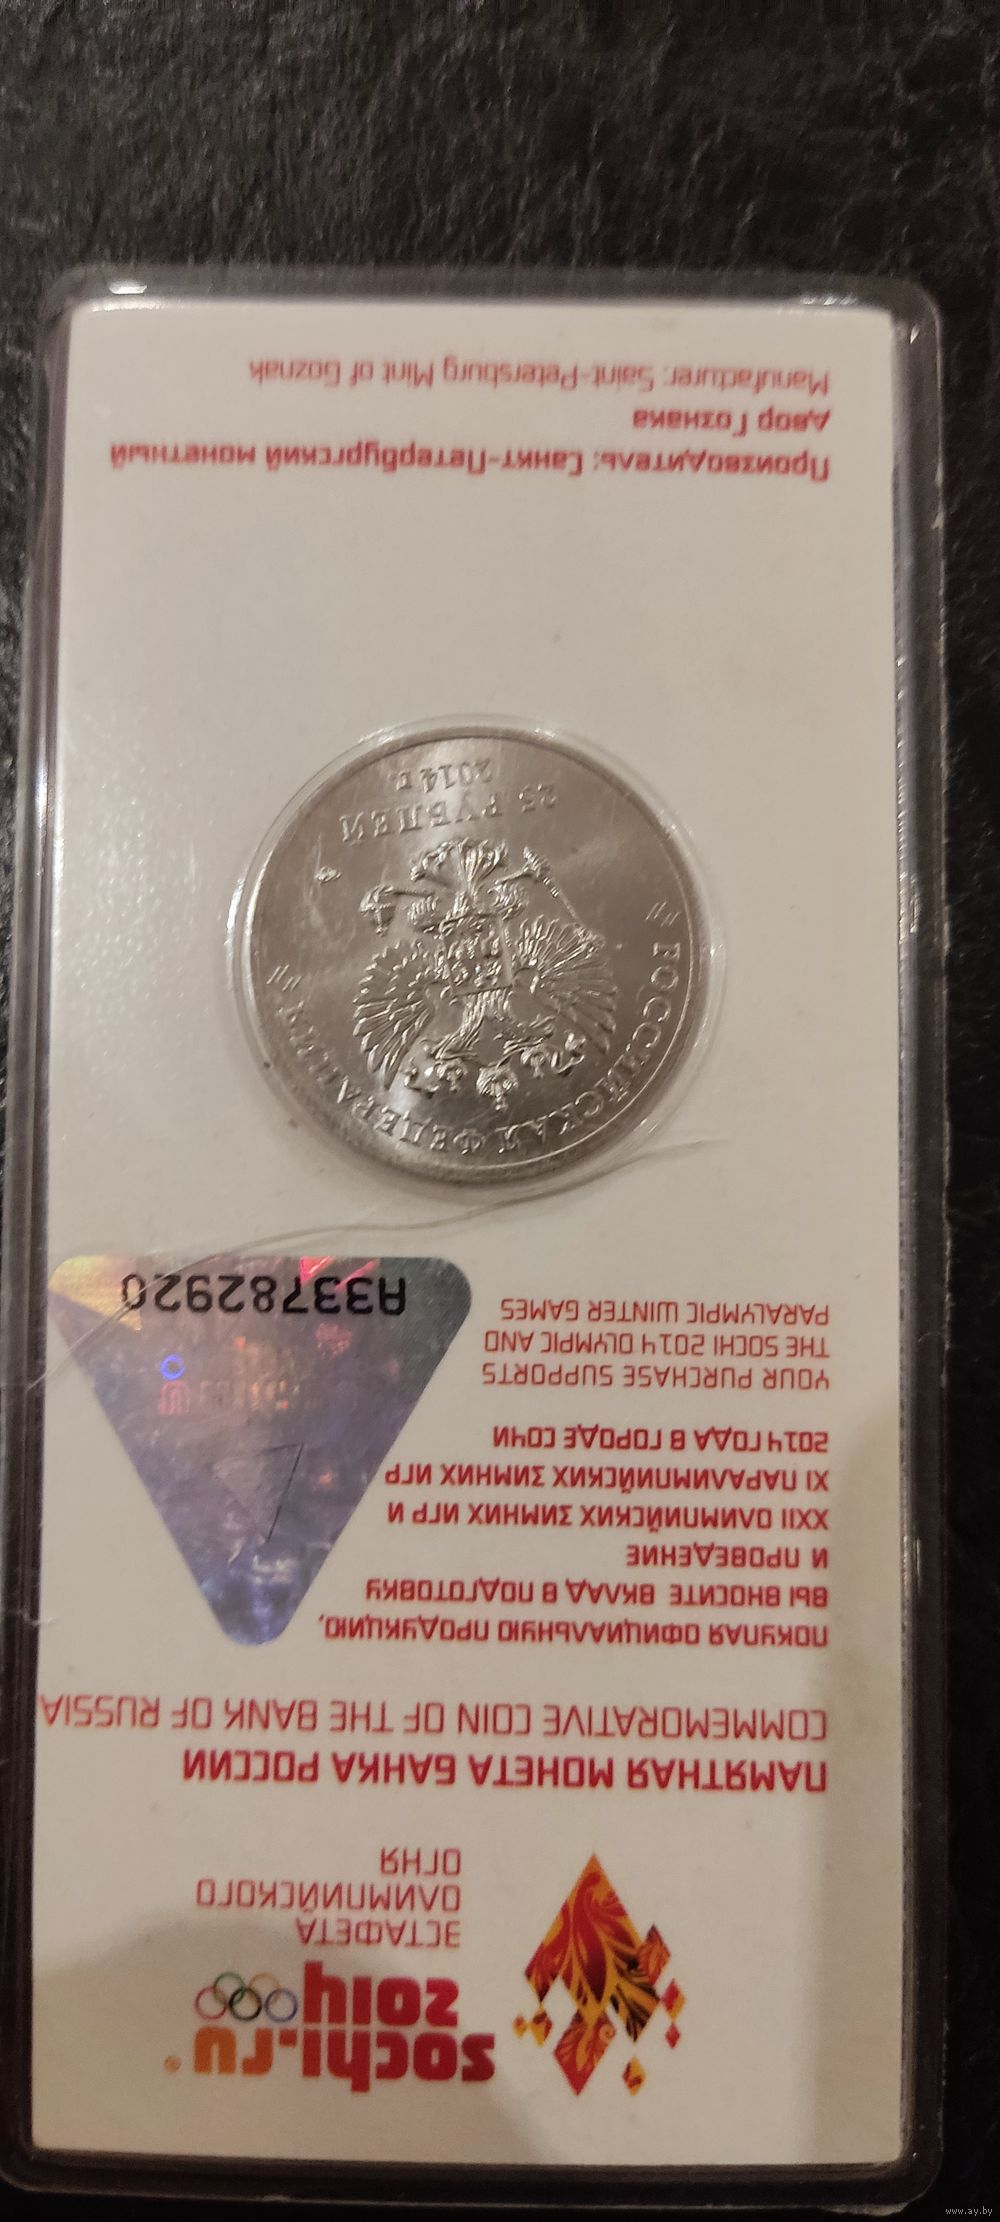 sochi.ru
2014
ЭСТАФЕТА
ОЛИМПИЙСКОГО
ОГНЯ
ПАМЯТНАЯ МОНЕТА БАНКА РОССИИ
COMMEMORATIVE COIN OF THE BANK OF RUSSIA
ПОКУПАЯ ОФИЦИАЛЬНУЮ ПРОДУКЦИЮ,
ВЫ ВНОСИТЕ ВКЛАД В ПОДГОТОВКУ
И ПРОВЕДЕНИЕ
XXII ОЛИМПИЙСКИХ ЗИМНИХ ИГР И
XI ПАРАЛИМПИЙСКИХ ЗИМНИХ ИГР
2014 ГОДА В ГОРОДЕ СОЧИ
YOUR PURCHASE SUPPORTS
THE SOCHI 2014 OLYMPIC AND
PARALYMPIC WINTER GAMES
A33782920
РОССИЙСКАЯ ФЕДЕРАЦИЯ
25 РУБЛЕЙ
2014 г.
Производитель: Санкт-Петербургский монетный
двор Гознака
Manufacturer: Saint-Petersburg Mint of Goznak
www.ay.by